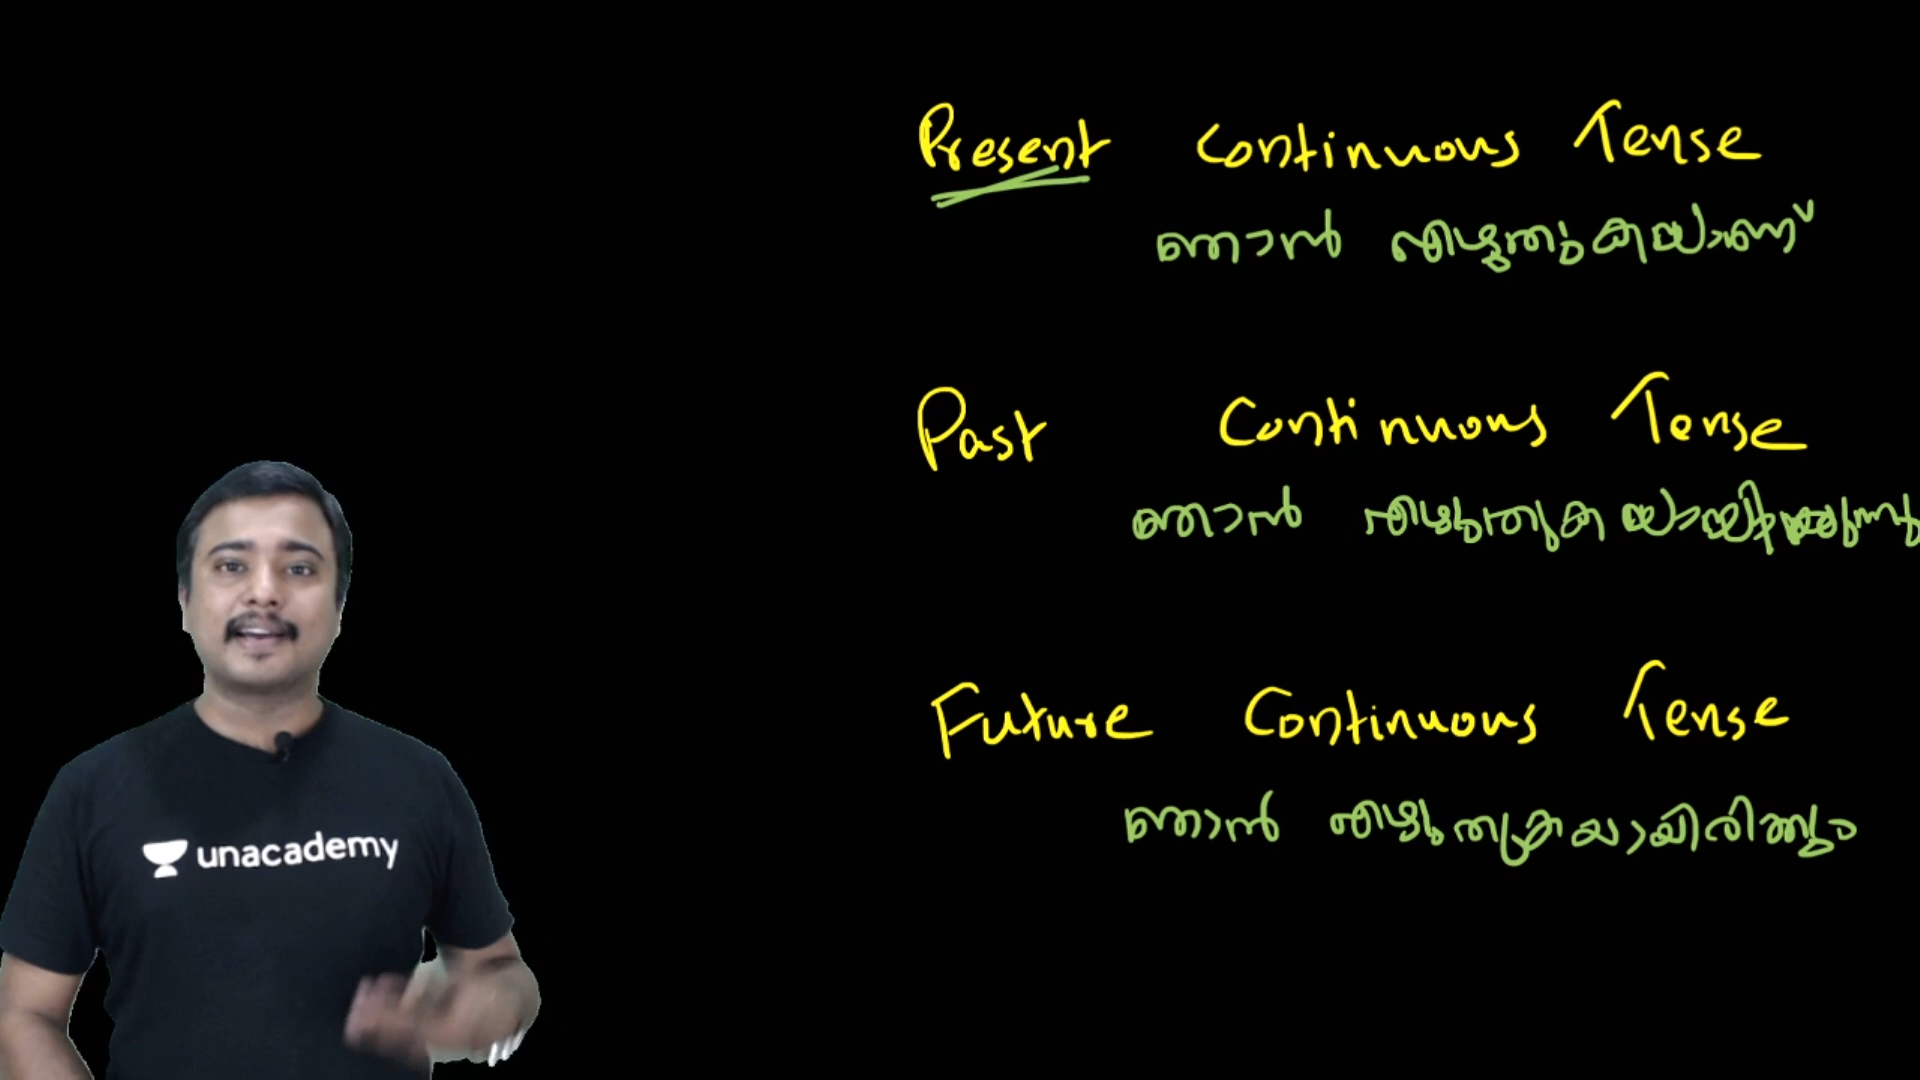 Present Continuous Tense
ഞാൻ എഴുതുകയാണ്
Past Continuous Tense
ഞാൻ എഴുതുകയായിരുന്നു
Future Continuous Tense
ഞാൻ എഴുതുകയായിരിക്കും
unacademy